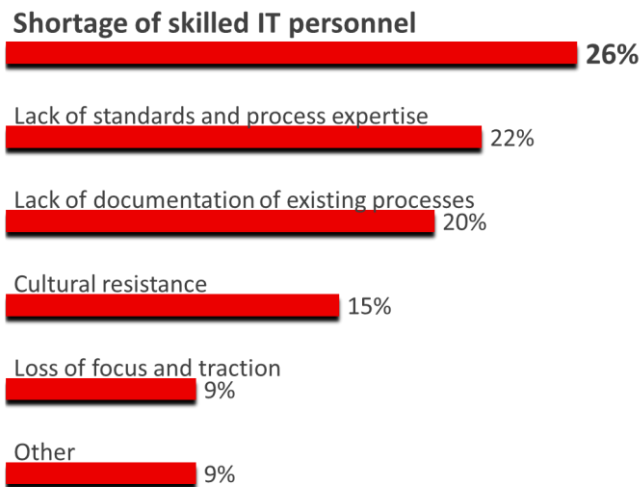 Shortage of skilled IT personnel
26%
Lack of standards and process expertise
22%
Lack of documentation of existing processes
20%
Cultural resistance
15%
Loss of focus and traction
9%
Other
9%